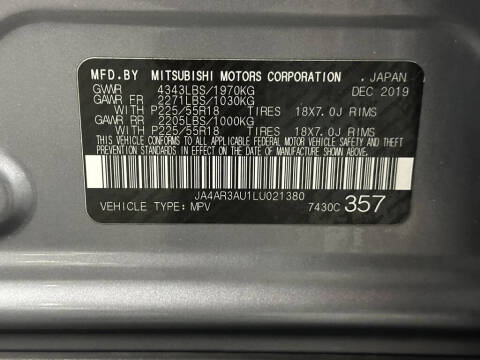 MFD.BY MITSUBISHI MOTORS CORPORATION , JAPAN
GVWR 4343LBS/1970KG DEC 2019
GAWR FR 2271LBS/1030KG
WITH P225/55R18 TIRES 18X7.0J RIMS
GAWR RR 2205LBS/1000KG
WITH P225/55R18 TIRES 18X7.0J RIMS
THIS VEHICLE CONFORMS TO ALL APPLICABLE FEDERAL MOTOR VEHICLE SAFETY, BUMPER AND THEFT
PREVENTION STANDARDS IN EFFECT ON THE DATE OF MANUFACTURE SHOWN ABOVE.
JA4AR3AU1LU021380
VEHICLE TYPE: MPV 7430C 357